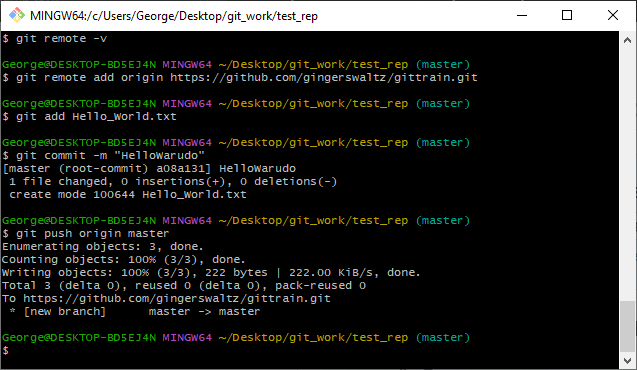 MINGW64:/c/Users/George/Desktop/git_work/test_rep
$ git remote -v
George@DESKTOP-BD5EJ4N MINGW64 ~/Desktop/git_work/test_rep (master)
$ git remote add origin https://github.com/gingerswaltz/gittrain.git
George@DESKTOP-BD5EJ4N MINGW64 ~/Desktop/git_work/test_rep (master)
$ git add Hello_World.txt
George@DESKTOP-BD5EJ4N MINGW64 ~/Desktop/git_work/test_rep (master)
$ git commit -m "HelloWarudo"
[master (root-commit) a08a131] HelloWarudo
1 file changed, 0 insertions(+), 0 deletions(-)
create mode 100644 Hello_World.txt
George@DESKTOP-BD5EJ4N MINGW64 ~/Desktop/git_work/test_rep (master)
$ git push origin master
Enumerating objects: 3, done.
Counting objects: 100% (3/3), done.
Writing objects: 100% (3/3), 222 bytes | 222.00 KiB/s, done.
Total 3 (delta 0), reused 0 (delta 0), pack-reused 0
To https://github.com/gingerswaltz/gittrain.git
* [new branch]      master -> master
George@DESKTOP-BD5EJ4N MINGW64 ~/Desktop/git_work/test_rep (master)
$